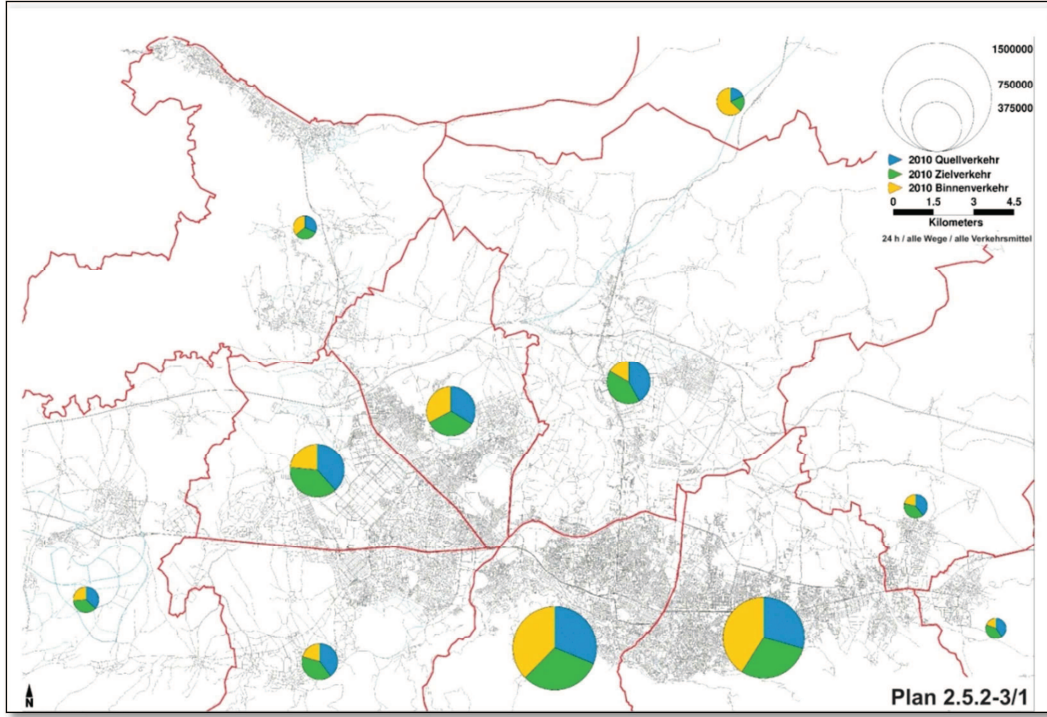 1500000
750000
375000
2010 Quellverkehr
2010 Zielverkehr
2010 Binnenverkehr
0 1.5 3 4.5
Kilometers
24 h / alle Wege / alle Verkehrsmittel
N
Plan 2.5.2-3/1